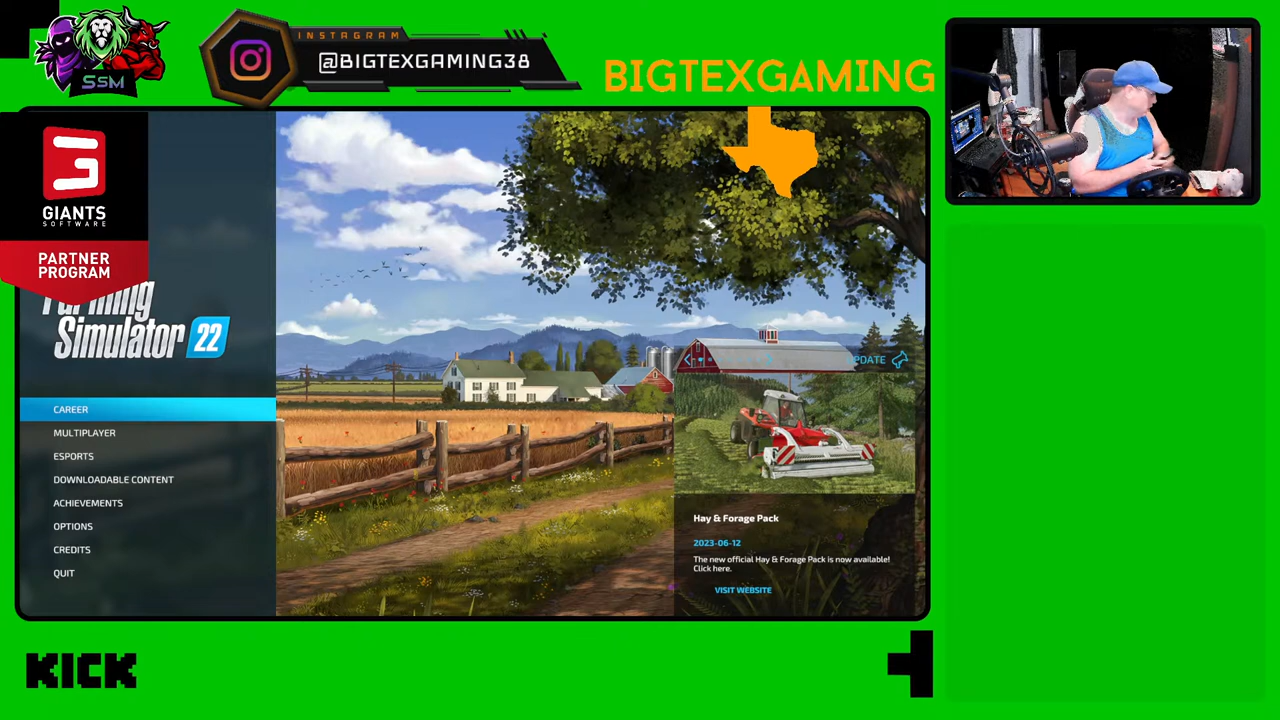 SSM
INSTAGRAM
@BIGTEXGAMING38
BIGTEXGAMING
GIANTS
SOFTWARE
PARTNER
PROGRAM
Farming
Simulator 22
CAREER
MULTIPLAYER
ESPORTS
DOWNLOADABLE CONTENT
ACHIEVEMENTS
OPTIONS
CREDITS
QUIT
UPDATE
Hay & Forage Pack
2023-06-12
The new official Hay & Forage Pack is now available!
Click here.
VISIT WEBSITE
KICK